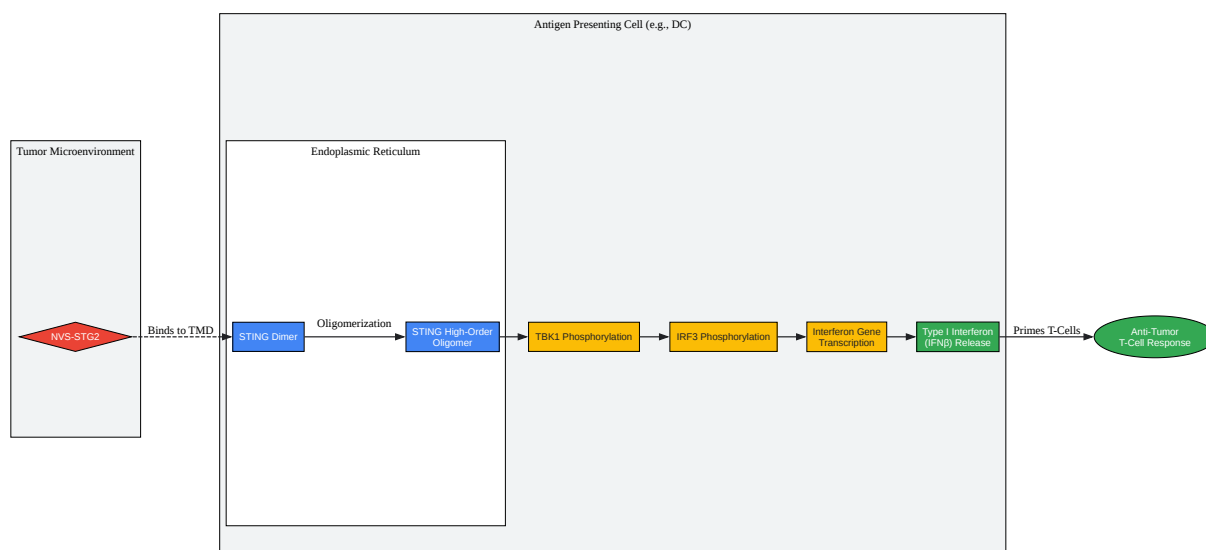 Antigen Presenting Cell (e.g., DC)
Tumor Microenvironment
Endoplasmic Reticulum
NVS-STG2
Binds to TMD
STING Dimer
Oligomerization
STING High-Order
Oligomer
TBK1 Phosphorylation
IRF3 Phosphorylation
Interferon Gene
Transcription
Type I Interferon
(IFNβ) Release
Primes T-Cells
Anti-Tumor
T-Cell Response